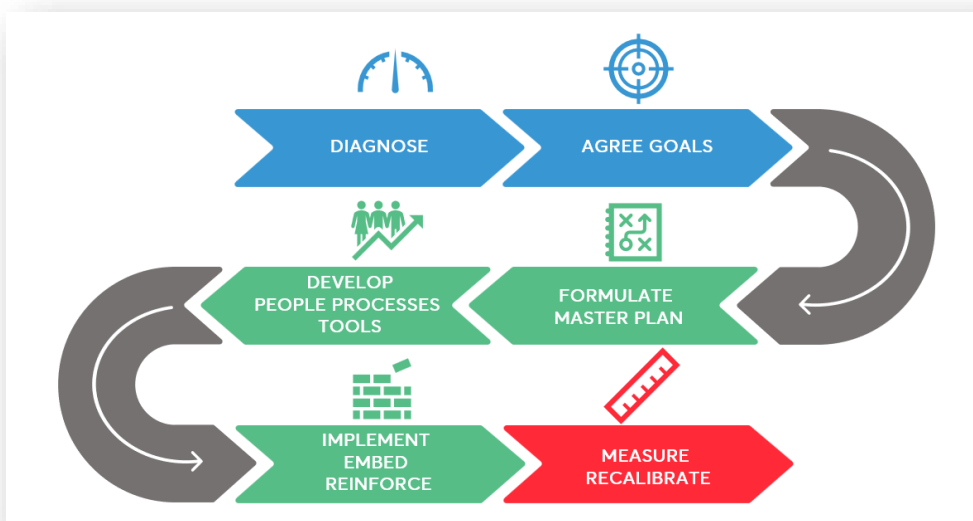 DIAGNOSE
AGREE GOALS
FORMULATE
MASTER PLAN
DEVELOP
PEOPLE PROCESSES
TOOLS
IMPLEMENT
EMBED
REINFORCE
MEASURE
RECALIBRATE